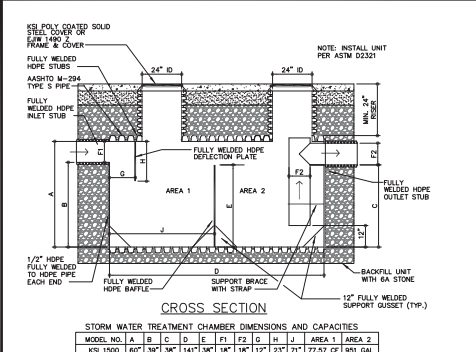 KSI POLY COATED SOLID
STEEL COVER OR
EJIW 1490 Z
FRAME & COVER
FULLY WELDED
HDPE STUBS
AASHTO M-294
TYPE S PIPE
FULLY
WELDED HDPE
INLET STUB
24" ID
24" ID
NOTE: INSTALL UNIT
PER ASTM D2321
MIN. 24"
RISER
F1
H
G
FULLY WELDED HDPE
DEFLECTION PLATE
F2
F2
A
B
AREA 1
AREA 2
E
C
FULLY
WELDED HDPE
OUTLET STUB
J
12"
D
1/2" HDPE
FULLY WELDED
TO HDPE PIPE
EACH END
FULLY WELDED
HDPE BAFFLE
SUPPORT BRACE
WITH STRAP
BACKFILL UNIT
WITH 6A STONE
12" FULLY WELDED
SUPPORT GUSSET (TYP.)
CROSS SECTION
STORM WATER TREATMENT CHAMBER DIMENSIONS AND CAPACITIES
MODEL NO. A B C D E F1 F2 G H J AREA 1 AREA 2
KSI 1500 60" 39" 38" 141" 38" 18" 18" 12" 23" 71" 77.57 CF 951 GAL